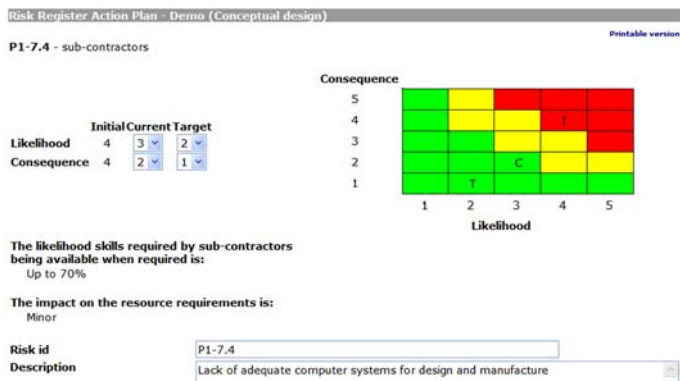 Risk Register Action Plan - Demo (Conceptual design)
Printable version
P1-7.4 - sub-contractors
Consequence
5
Initial Current Target
4
I
Likelihood 4 3 2
3
Consequence 4 2 1
2
C
1
T
1 2 3 4 5
Likelihood
The likelihood skills required by sub-contractors
being available when required is:
Up to 70%
The impact on the resource requirements is:
Minor
Risk id P1-7.4
Description Lack of adequate computer systems for design and manufacture